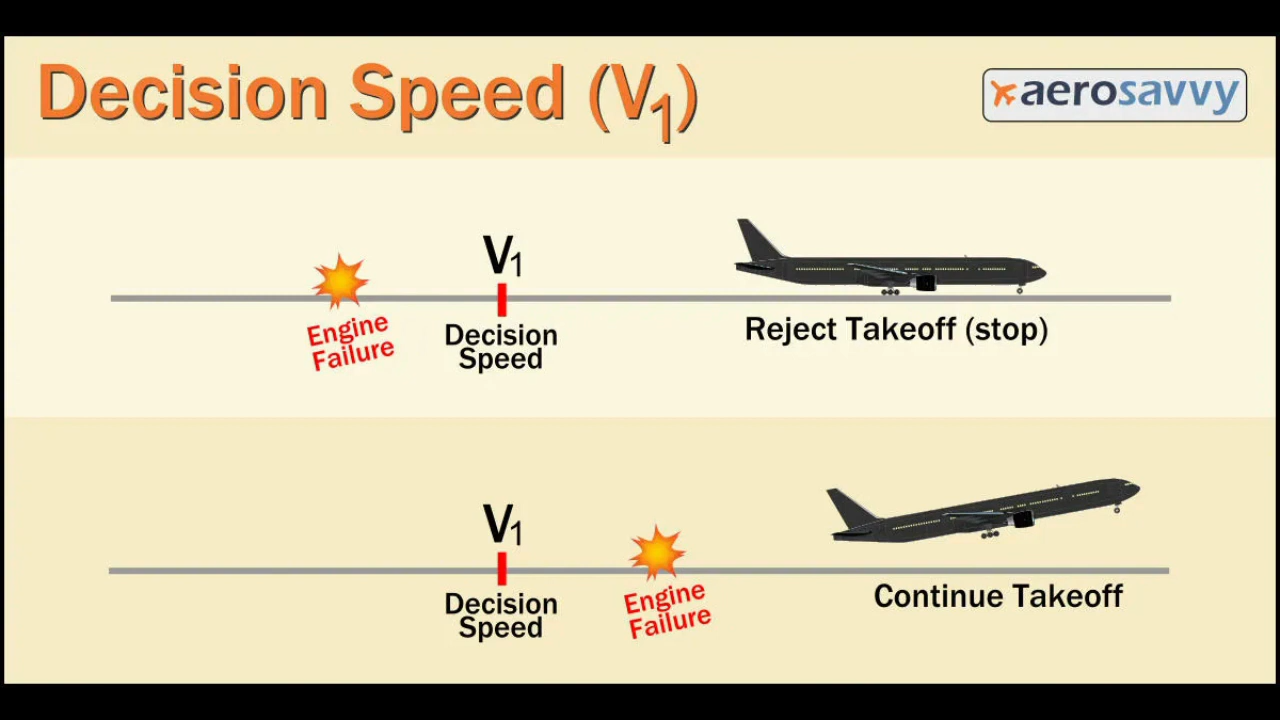 Decision Speed (V1)
aerosavvy
V1
Engine
Failure
Decision
Speed
Reject Takeoff (stop)
V1
Decision
Speed
Engine
Failure
Continue Takeoff